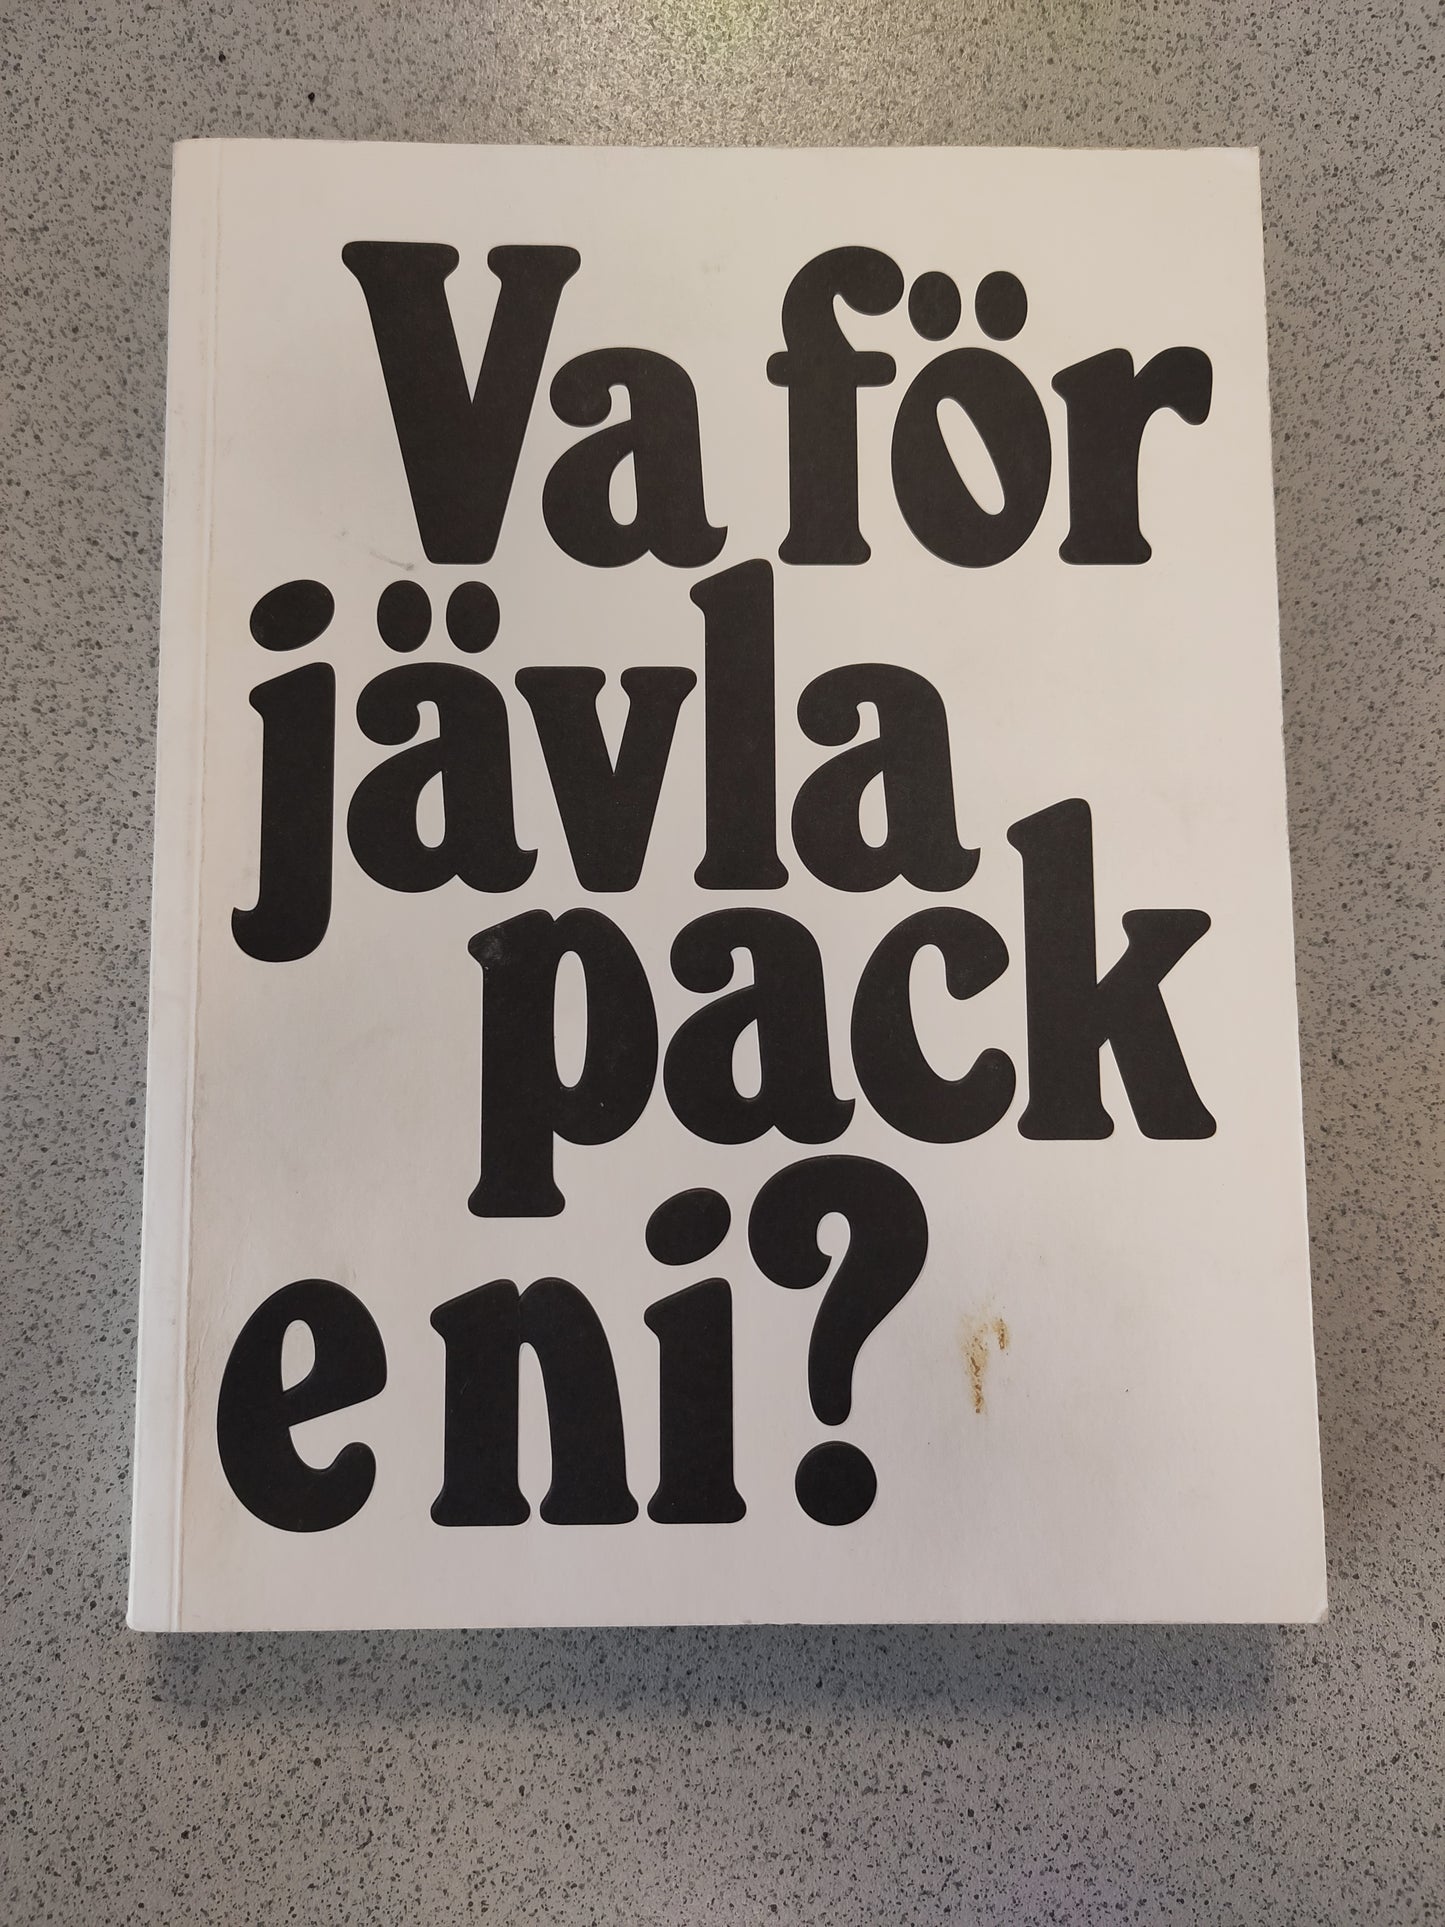 Va för
jävla
pack
e ni?